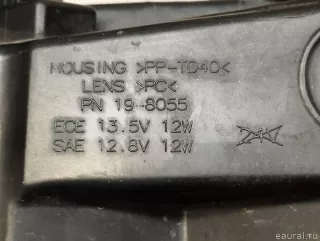 HOUSING >PP-TD40<
LENS >PC<
PN 19-8055
ECE 13.5V 12W
SAE 12.8V 12W
eaural.ru